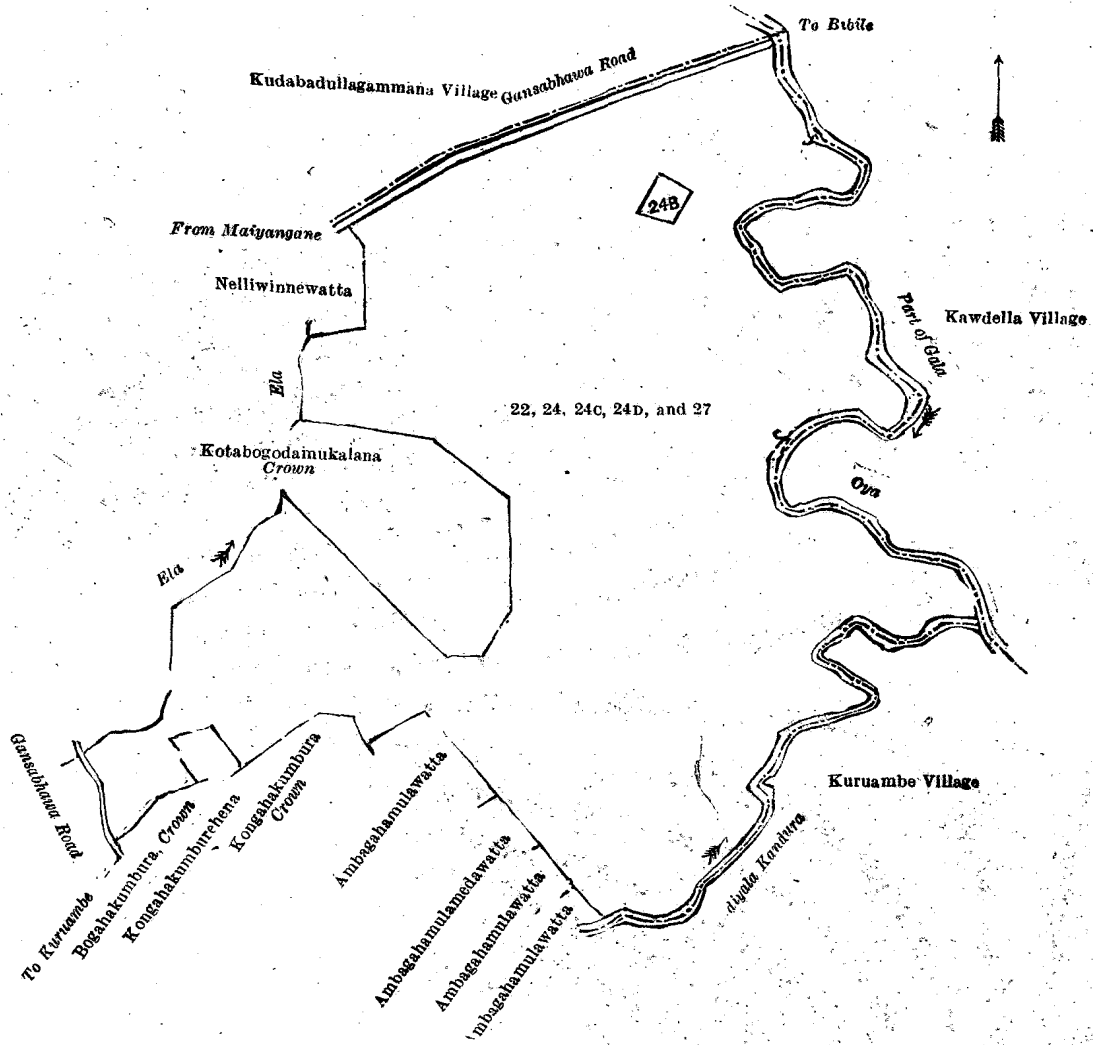 To Bibile
Kudabadullagammana Village
Gansabhawa Road
24B
From Maiyangane
Nelliwinnewatta
Part of Gala
Kawdella Village
Ela
22, 24, 24C, 24D, and 27
Kotabogodamukalana
Crown
Oya
Ela
Gansabhawa Road
Kuruambe Village
To Kuruambe
Bogahakumbura, Crown
Kongahakumburehena
Kongahakumbura
Crown
Ambagahamulawatta
Ambagahamulamedawatta
Ambagahamulawatta
mbagahamulawatta
diyala Kandura